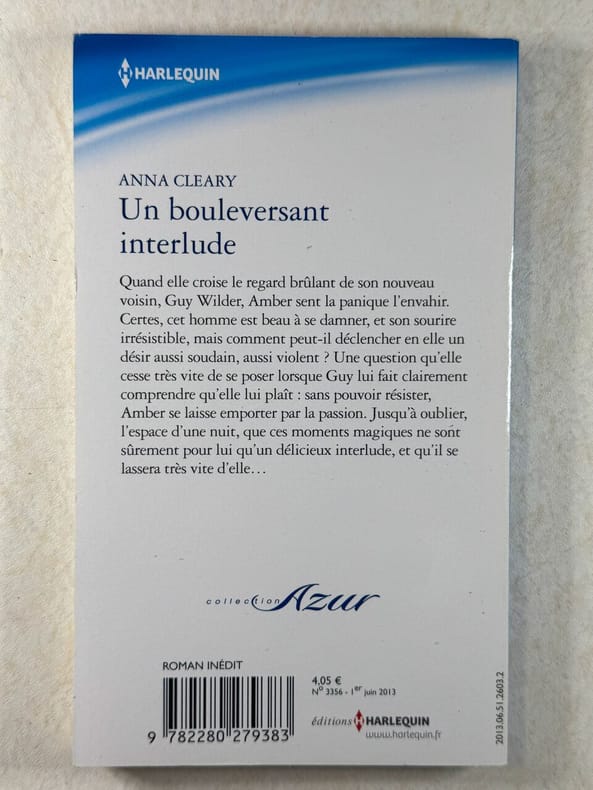 HARLEQUIN
ANNA CLEARY
Un bouleversant
interlude
Quand elle croise le regard brûlant de son nouveau
voisin, Guy Wilder, Amber sent la panique l'envahir.
Certes, cet homme est beau à se damner, et son sourire
irrésistible, mais comment peut-il déclencher en elle un
désir aussi soudain, aussi violent ? Une question qu'elle
cesse très vite de se poser lorsque Guy lui fait clairement
comprendre qu'elle lui plaît : sans pouvoir résister,
Amber se laisse emporter par la passion. Jusqu'à oublier,
l'espace d'une nuit, que ces moments magiques ne sont
sûrement pour lui qu'un délicieux interlude, et qu'il se
lassera très vite d'elle…
collection Azur
ROMAN INÉDIT
4,05 €
N° 3356 - 1er juin 2013
éditions HARLEQUIN
www.harlequin.fr
9 782280 279383
2013.06.51.2603.2